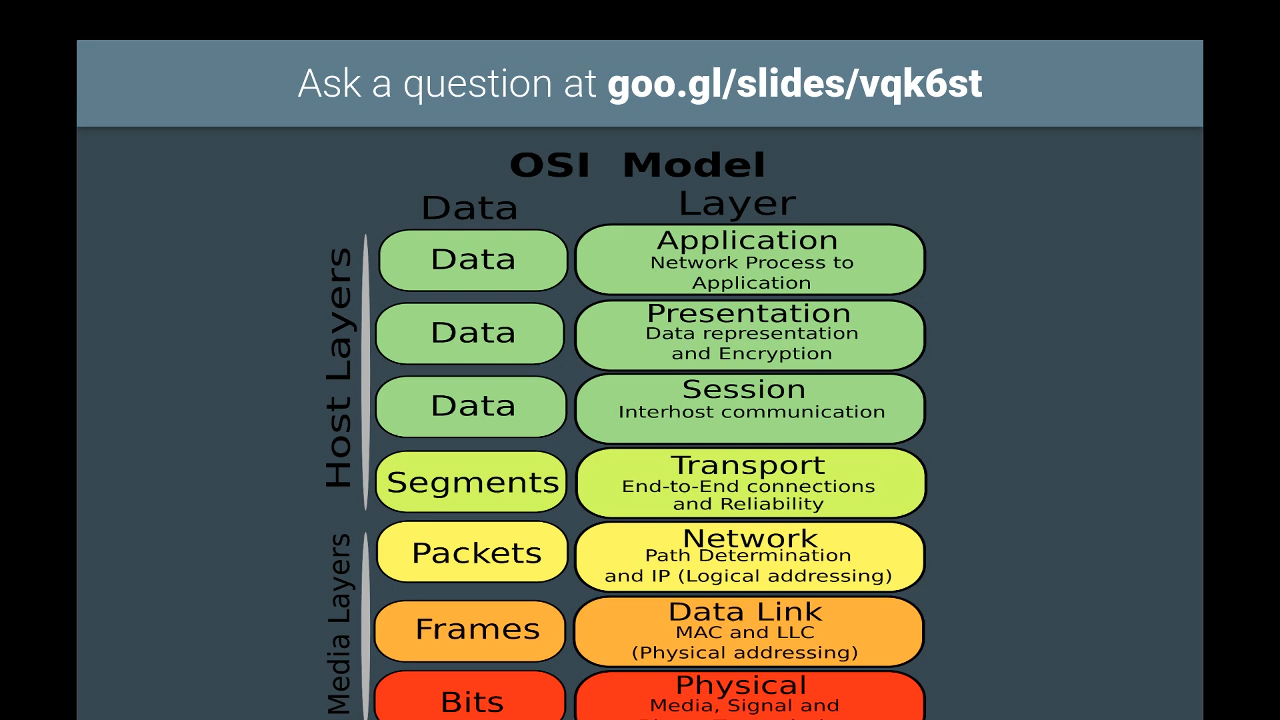 Ask a question at goo.gl/slides/vqk6st
OSI Model
Data Layer
Host Layers
Data
Application
Network Process to
Application
Data
Presentation
Data representation
and Encryption
Data
Session
Interhost communication
Segments
Transport
End-to-End connections
and Reliability
Media Layers
Packets
Network
Path Determination
and IP (Logical addressing)
Frames
Data Link
MAC and LLC
(Physical addressing)
Bits
Physical
Media, Signal and